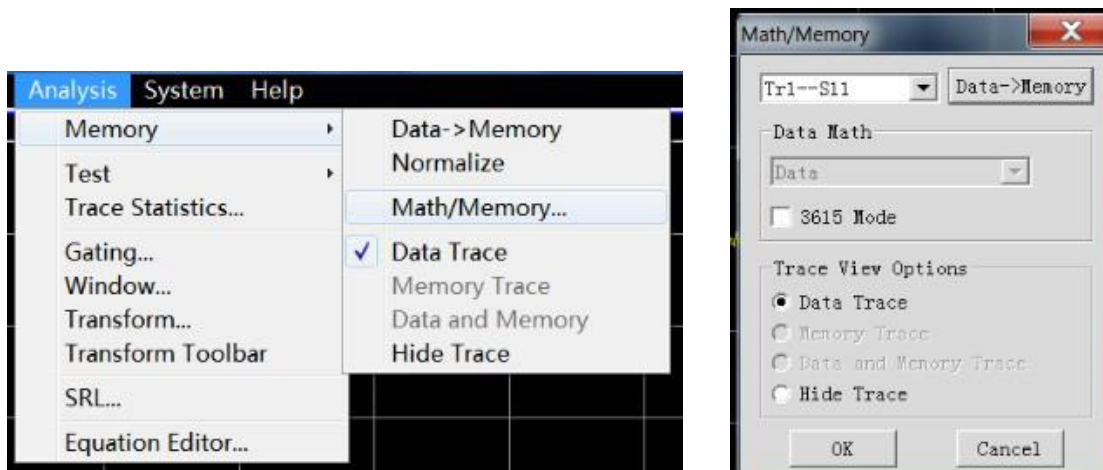 Analysis System Help
Memory
Test
Trace Statistics...
Gating...
Window...
Transform...
Transform Toolbar
SRL...
Equation Editor...
Data->Memory
Normalize
Math/Memory...
Data Trace
Memory Trace
Data and Memory
Hide Trace
Math/Memory
Tr1--S11 Data->Memory
Data Math
Data
3615 Mode
Trace View Options
Data Trace
Memory Trace
Data and Memory Trace
Hide Trace
OK Cancel